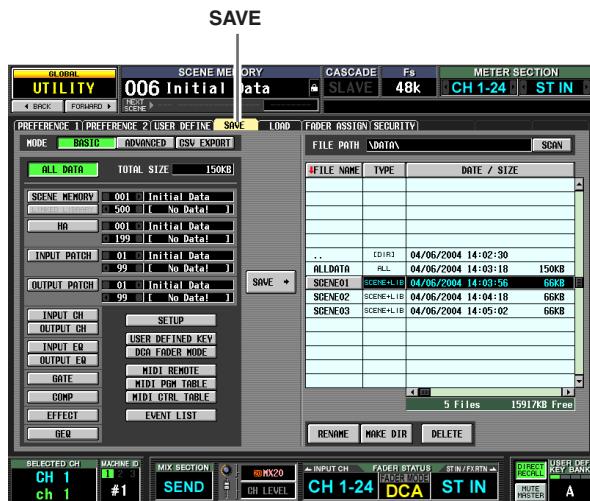 SAVE
GLOBAL
UTILITY
BACK FORWARD
SCENE MEMORY
006 Initial Data
NEXT SCENE
CASCADE
SLAVE
Fs
48k
METER SECTION
CH 1-24 ST IN
PREFERENCE 1 PREFERENCE 2 USER DEFINE SAVE LOAD FADER ASSIGN SECURITY
MODE BASIC ADVANCED CSV EXPORT
ALL DATA TOTAL SIZE 150KB
SCENE MEMORY 001 Initial Data
500 [ No Data! ]
HA 001 Initial Data
199 [ No Data! ]
INPUT PATCH 01 Initial Data
99 [ No Data! ]
OUTPUT PATCH 01 Initial Data
99 [ No Data! ]
INPUT CH
OUTPUT CH
INPUT EQ
OUTPUT EQ
GATE
COMP
EFFECT
GEQ
SETUP
USER DEFINED KEY
DCA FADER MODE
MIDI REMOTE
MIDI PGM TABLE
MIDI CTRL TABLE
EVENT LIST
SAVE
FILE PATH \DATA\ SCAN
FILE NAME TYPE DATE / SIZE
.. [DIR] 04/06/2004 14:02:30
ALLDATA ALL 04/06/2004 14:03:18 150KB
SCENE01 SCENE+LIB 04/06/2004 14:03:56 66KB
SCENE02 SCENE+LIB 04/06/2004 14:04:18 66KB
SCENE03 SCENE+LIB 04/06/2004 14:05:02 66KB
5 Files 15917KB Free
RENAME MAKE DIR DELETE
SELECTED CH
CH 1
ch 1
MACHINE ID
1 2 3
#1
MIX SECTION
SEND
MX20
CH LEVEL
INPUT CH FADER STATUS ST IN/FXRTN
CH 1-24
FADER MODE
DCA
ST IN
DIRECT RECALL
MUTE MASTER
USER DEF
KEY BANK
A